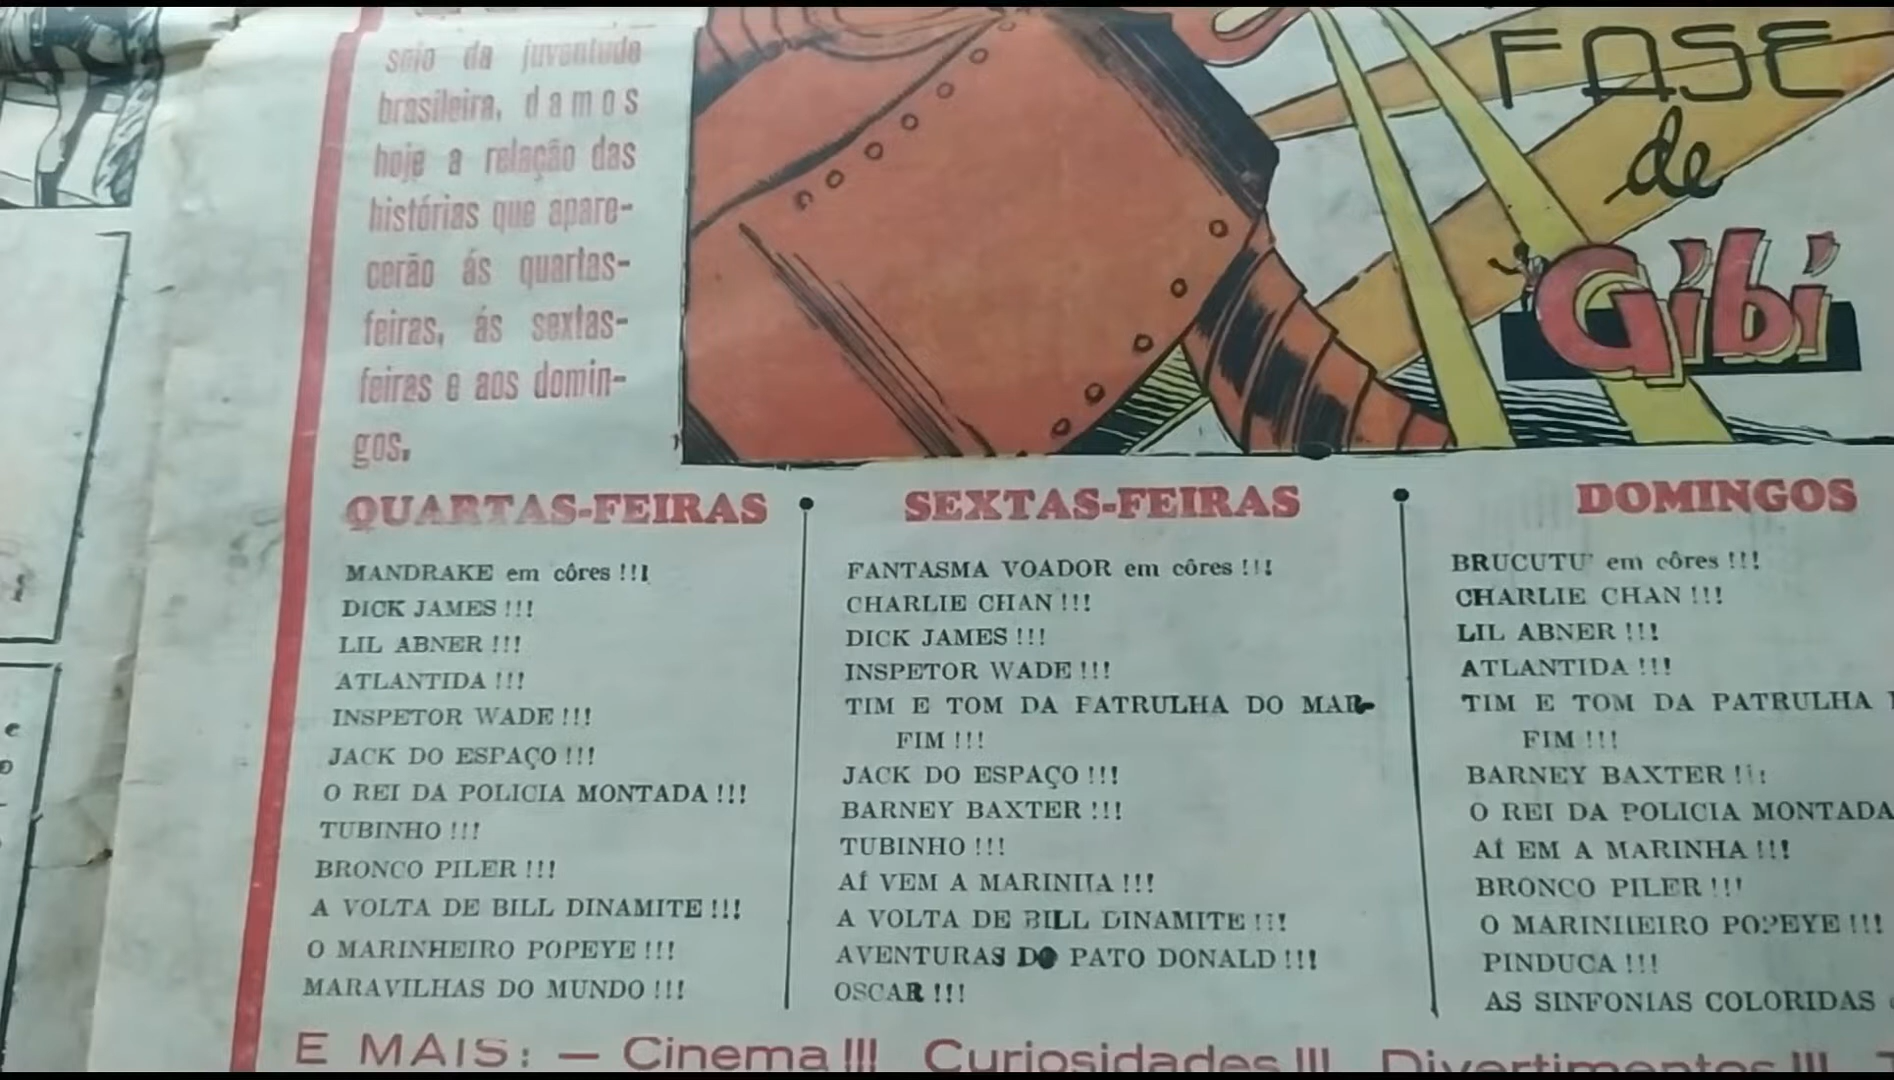 seio da juventude
brasileira, damos
hoje a relação das
histórias que apare-
cerão ás quartas-
feiras, ás sextas-
feiras e aos domin-
gos.
FASE
de
Gibi
QUARTAS-FEIRAS
MANDRAKE em côres !!!
DICK JAMES !!!
LIL ABNER !!!
ATLANTIDA !!!
INSPETOR WADE !!!
JACK DO ESPAÇO !!!
O REI DA POLICIA MONTADA !!!
TUBINHO !!!
BRONCO PILER !!!
A VOLTA DE BILL DINAMITE !!!
O MARINHEIRO POPEYE !!!
MARAVILHAS DO MUNDO !!!
SEXTAS-FEIRAS
FANTASMA VOADOR em côres !!!
CHARLIE CHAN !!!
DICK JAMES !!!
INSPETOR WADE !!!
TIM E TOM DA PATRULHA DO MAR-
FIM !!!
JACK DO ESPAÇO !!!
BARNEY BAXTER !!!
TUBINHO !!!
AÍ VEM A MARINHA !!!
A VOLTA DE BILL DINAMITE !!!
AVENTURAS DO PATO DONALD !!!
OSCAR !!!
DOMINGOS
BRUCUTU' em côres !!!
CHARLIE CHAN !!!
LIL ABNER !!!
ATLANTIDA !!!
TIM E TOM DA PATRULHA
FIM !!!
BARNEY BAXTER !!!
O REI DA POLICIA MONTADA
AÍ EM A MARINHA !!!
BRONCO PILER !!!
O MARINHEIRO POPEYE !!!
PINDUCA !!!
AS SINFONIAS COLORIDAS
E MAIS: — Cinema !!! Curiosidades !!! Divertimentos !!!